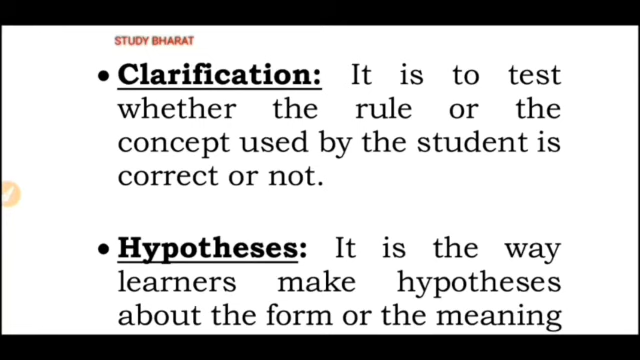 STUDY BHARAT
• Clarification: It is to test
whether the rule or the
concept used by the student is
correct or not.
• Hypotheses: It is the way
learners make hypotheses
about the form or the meaning